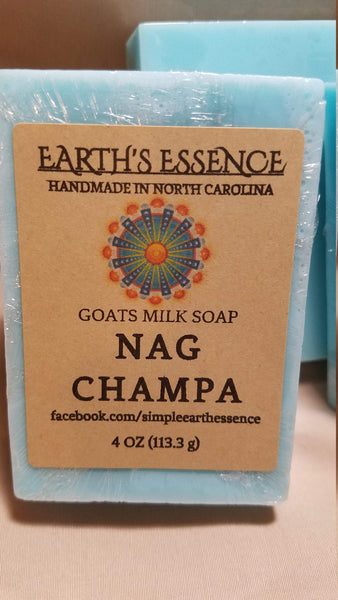 EARTH'S ESSENCE
HANDMADE IN NORTH CAROLINA
GOATS MILK SOAP
NAG
CHAMPA
facebook.com/simpleearthessence
4 OZ (113.3 g)